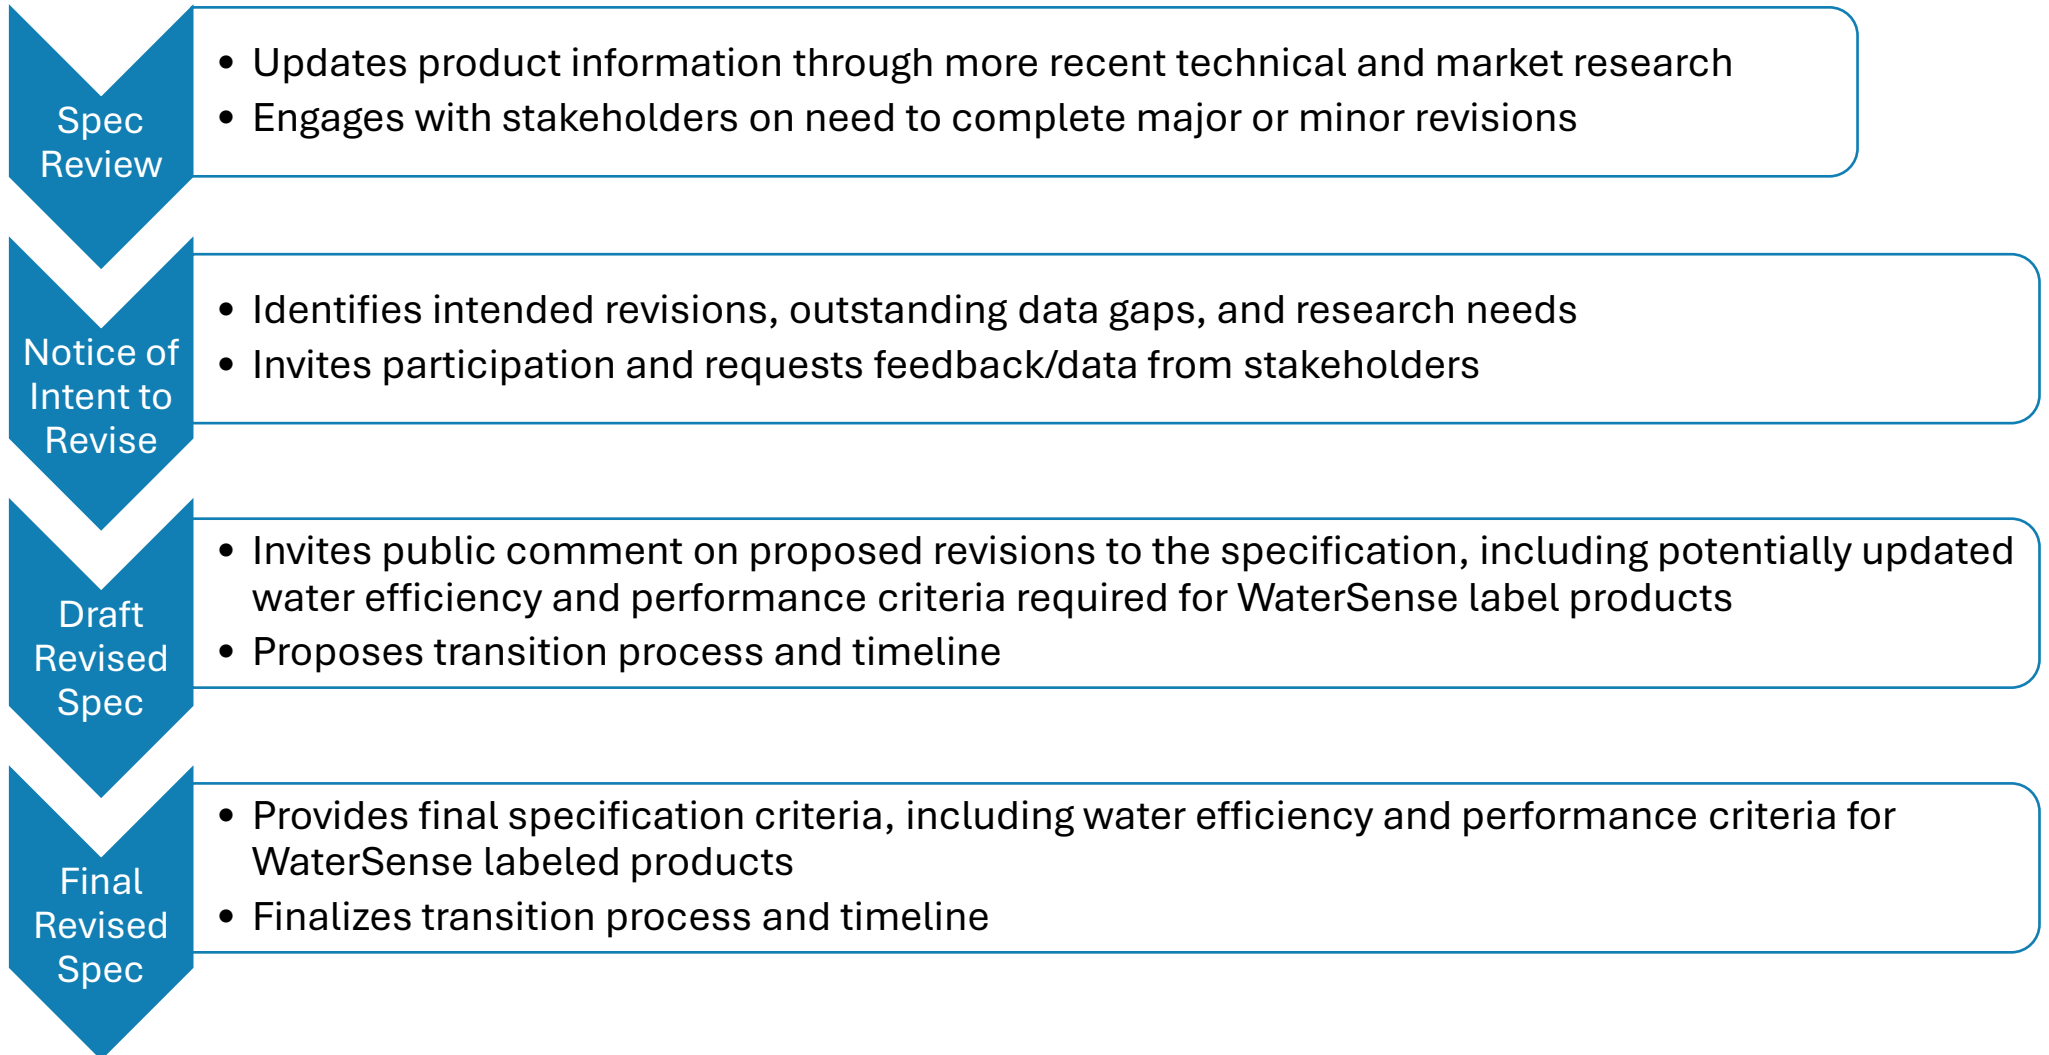 Spec
Review
• Updates product information through more recent technical and market research
• Engages with stakeholders on need to complete major or minor revisions
Notice of
Intent to
Revise
• Identifies intended revisions, outstanding data gaps, and research needs
• Invites participation and requests feedback/data from stakeholders
Draft
Revised
Spec
• Invites public comment on proposed revisions to the specification, including potentially updated
water efficiency and performance criteria required for WaterSense label products
• Proposes transition process and timeline
Final
Revised
Spec
• Provides final specification criteria, including water efficiency and performance criteria for
WaterSense labeled products
• Finalizes transition process and timeline